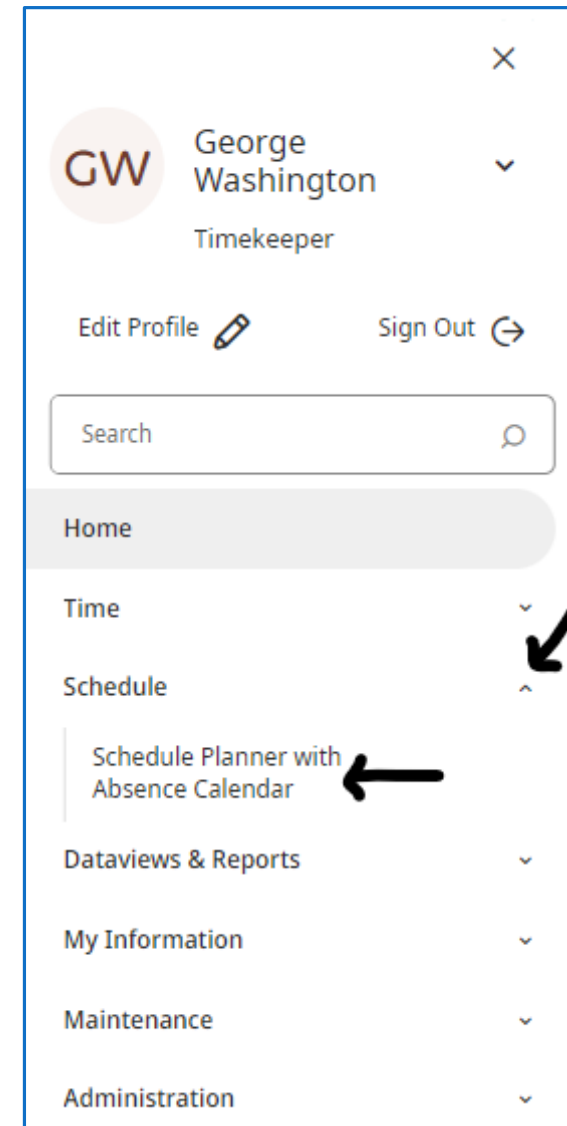 GW
George
Washington
Timekeeper
Edit Profile
Sign Out
Search
Home
Time
Schedule
Schedule Planner with
Absence Calendar
Dataviews & Reports
My Information
Maintenance
Administration